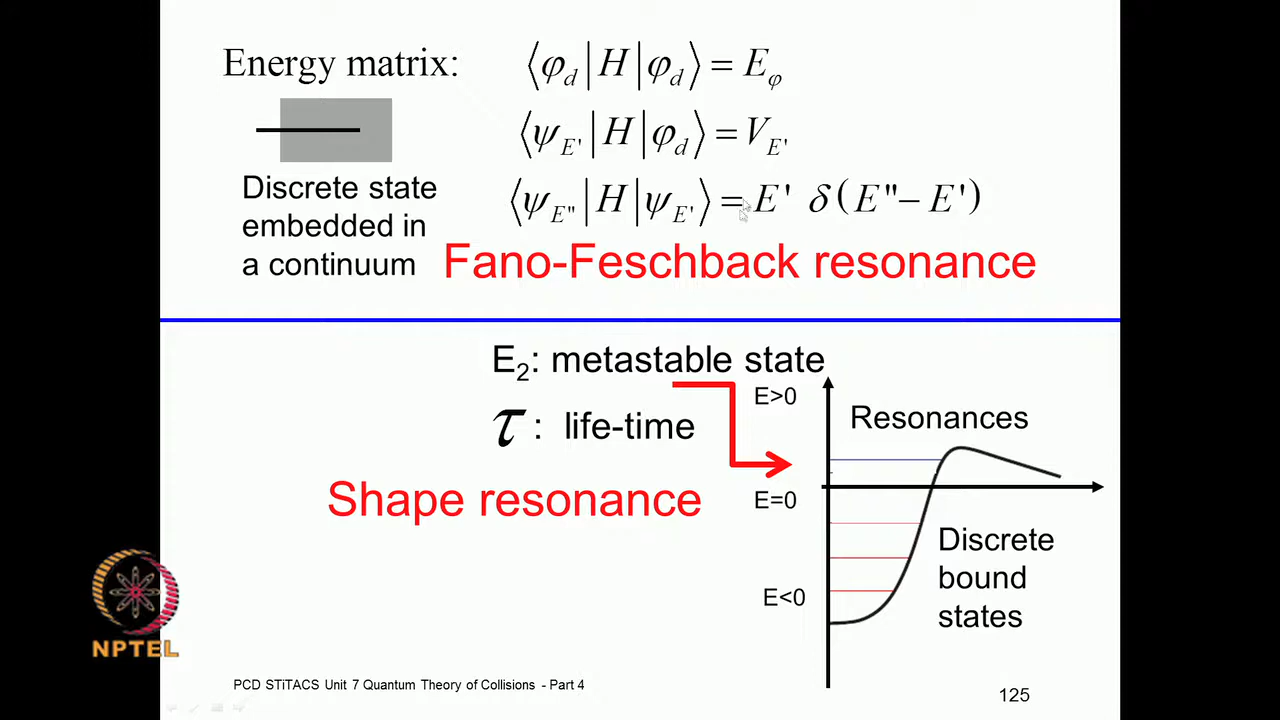 Energy matrix: ⟨φ_d|H|φ_d⟩ = E_φ
⟨ψ_E'|H|φ_d⟩ = V_E'
⟨ψ_E"|H|ψ_E'⟩ = E' δ(E"− E')
Discrete state
embedded in
a continuum
Fano-Feschback resonance
E₂: metastable state
τ : life-time
Shape resonance
E>0
Resonances
E=0
Discrete
bound
states
E<0
NPTEL
PCD STiTACS Unit 7 Quantum Theory of Collisions - Part 4
125